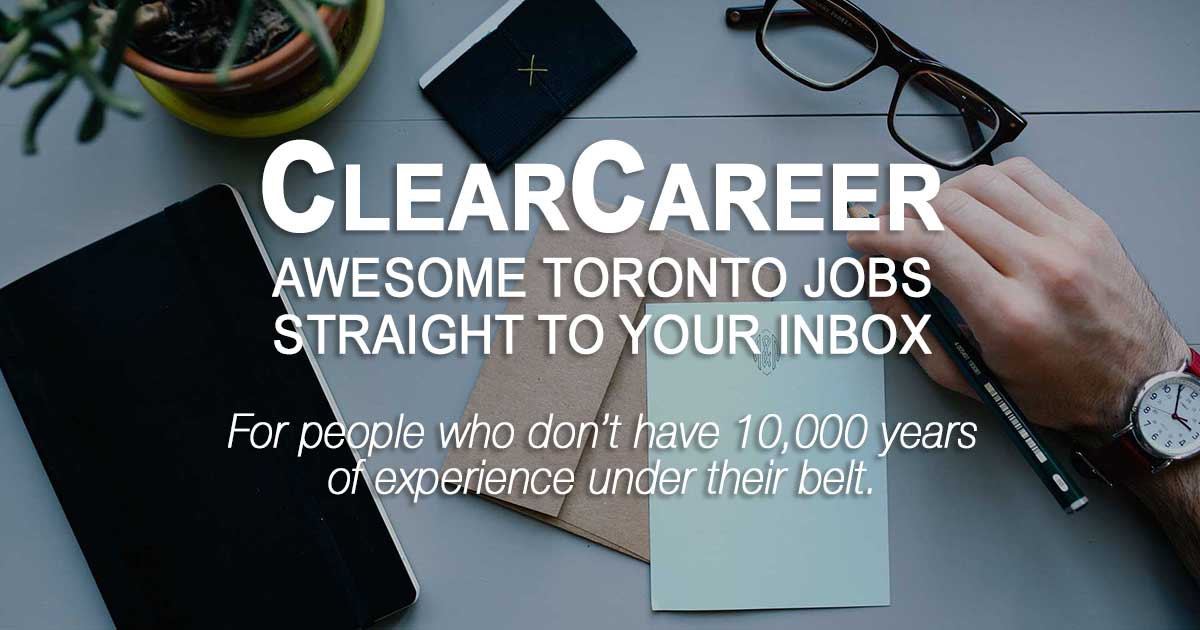 CLEARCAREER
AWESOME TORONTO JOBS
STRAIGHT TO YOUR INBOX
For people who don't have 10,000 years
of experience under their belt.